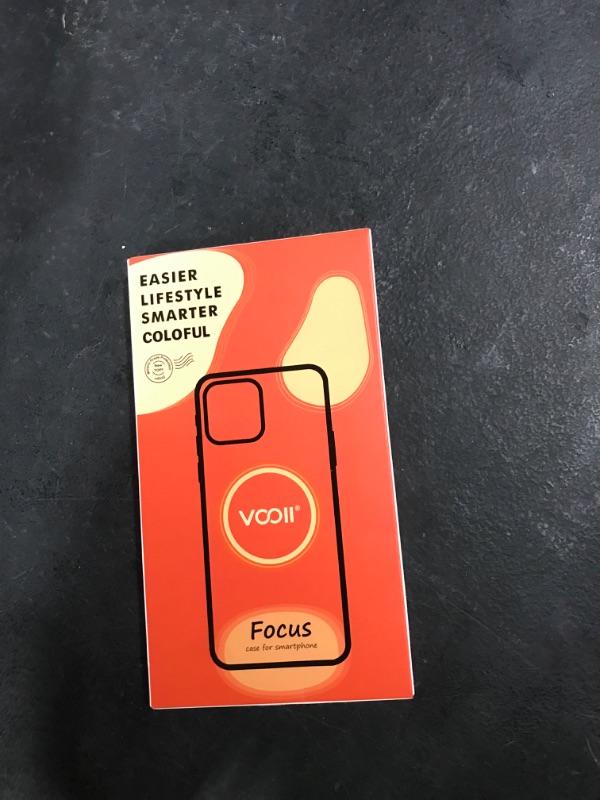 EASIER
LIFESTYLE
SMARTER
COLOFUL
VOOII®
Focus
case for smartphone